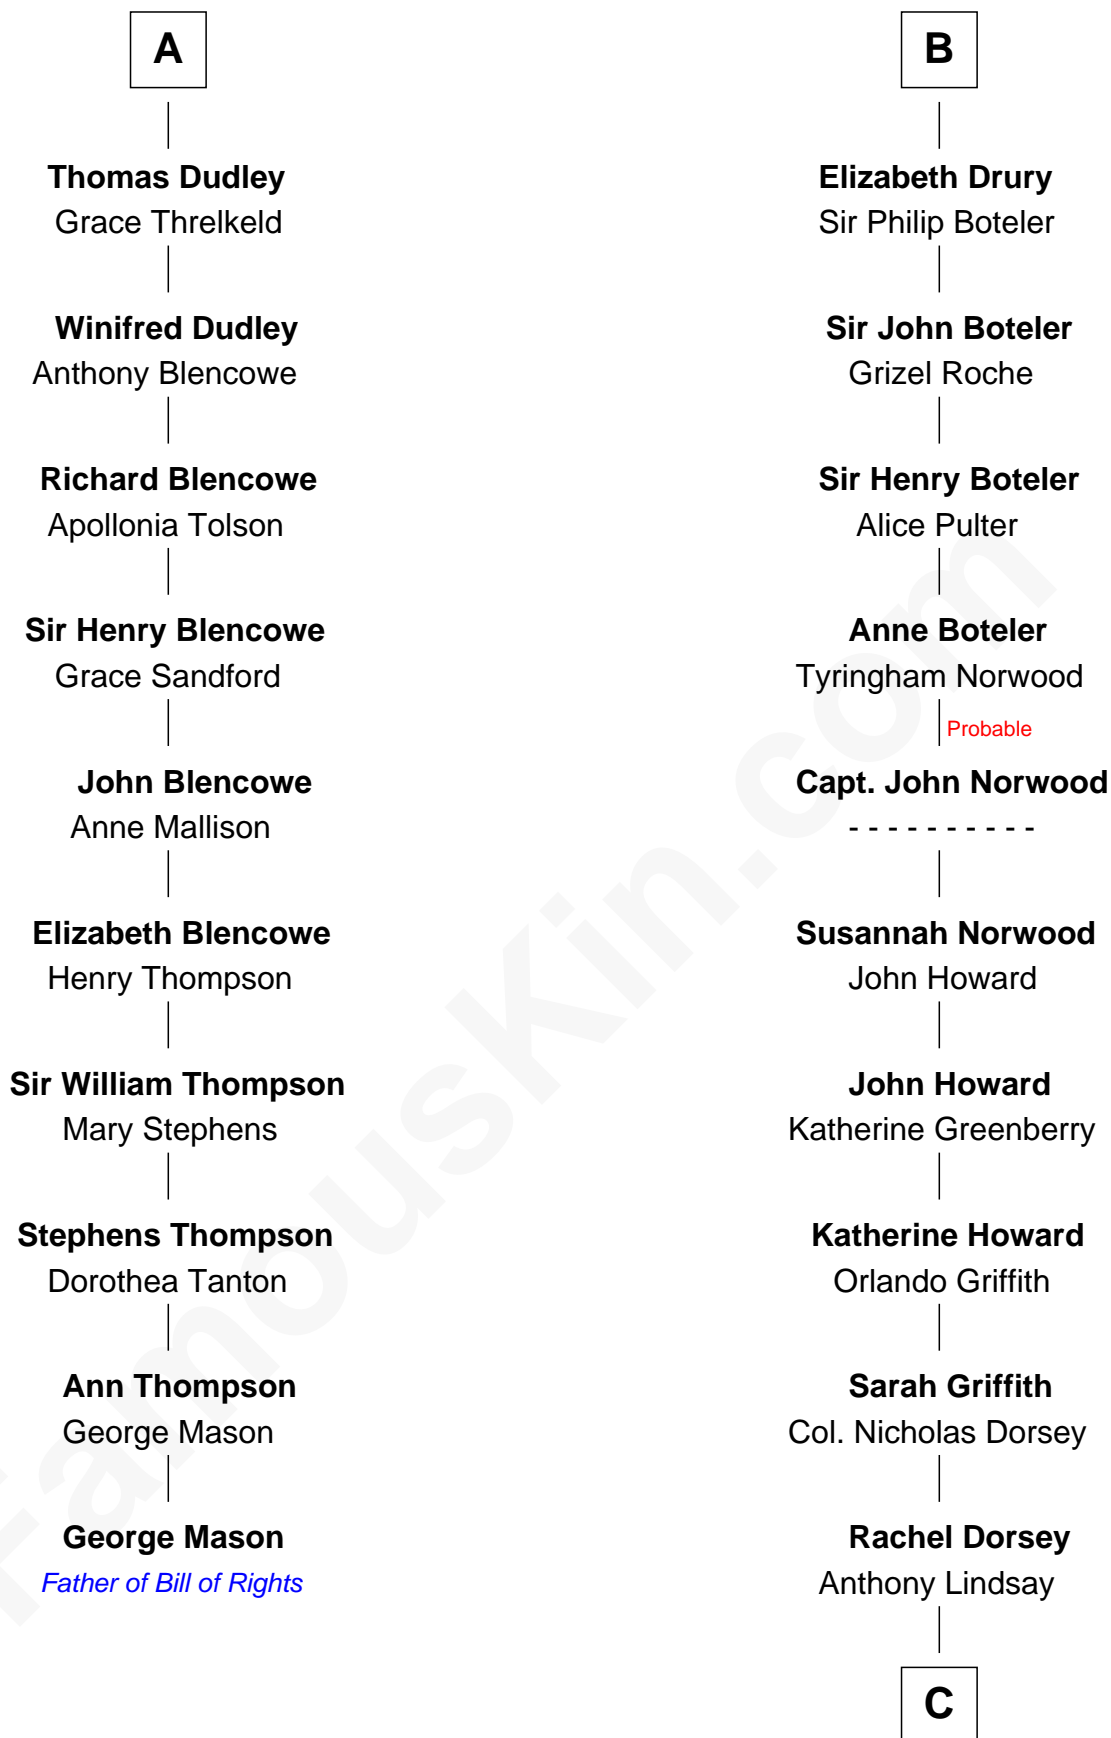 A
Thomas Dudley
Grace Threlkeld
Winifred Dudley
Anthony Blencowe
Richard Blencowe
Apollonia Tolson
Sir Henry Blencowe
Grace Sandford
John Blencowe
Anne Mallison
Elizabeth Blencowe
Henry Thompson
Sir William Thompson
Mary Stephens
Stephens Thompson
Dorothea Tanton
Ann Thompson
George Mason
George Mason
Father of Bill of Rights
B
Elizabeth Drury
Sir Philip Boteler
Sir John Boteler
Grizel Roche
Sir Henry Boteler
Alice Pulter
Anne Boteler
Tyringham Norwood
Probable
Capt. John Norwood
- - - - - - - - - -
Susannah Norwood
John Howard
John Howard
Katherine Greenberry
Katherine Howard
Orlando Griffith
Sarah Griffith
Col. Nicholas Dorsey
Rachel Dorsey
Anthony Lindsay
C
FamousKin.com